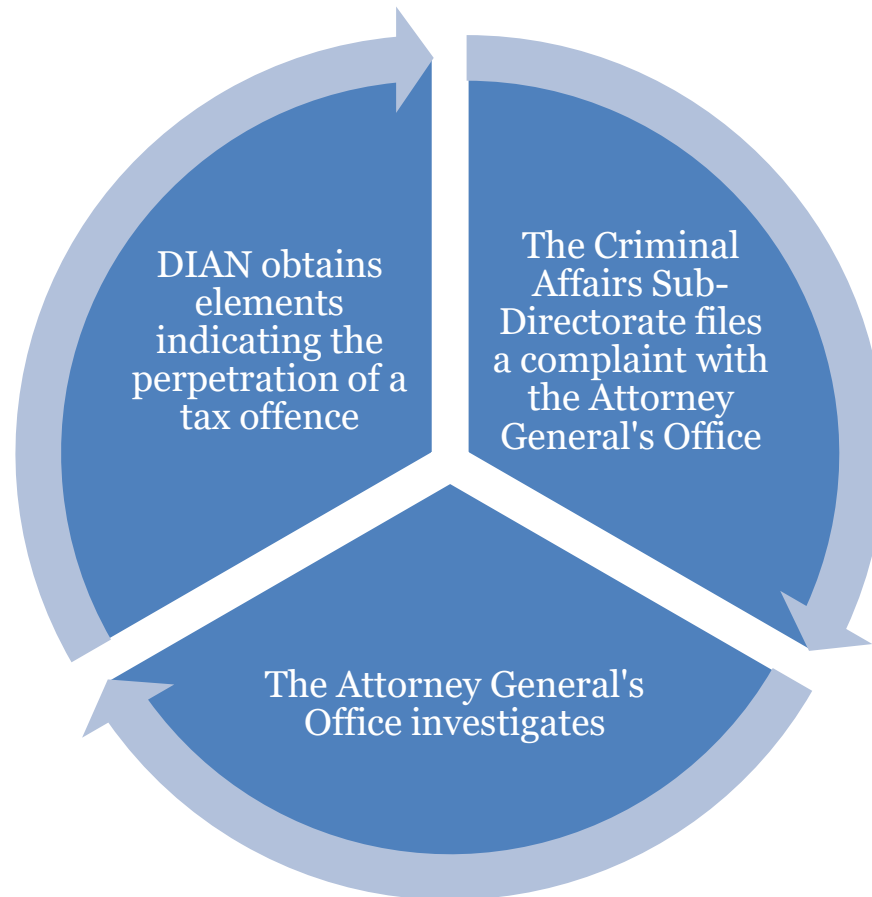 DIAN obtains
elements
indicating the
perpetration of a
tax offence
The Criminal
Affairs Sub-
Directorate files
a complaint with
the Attorney
General's Office
The Attorney General's
Office investigates